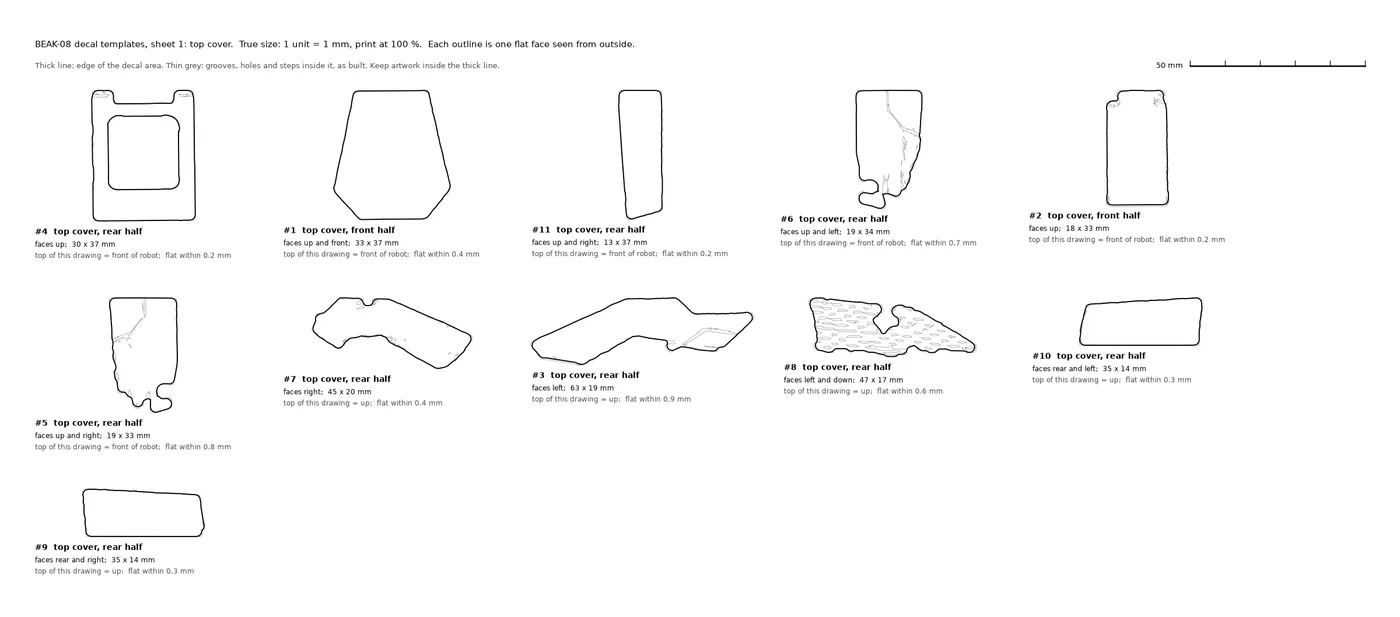 BEAK-08 decal templates, sheet 1: top cover.  True size: 1 unit = 1 mm, print at 100 %.  Each outline is one flat face seen from outside.
Thick line: edge of the decal area. Thin grey: grooves, holes and steps inside it, as built. Keep artwork inside the thick line.
50 mm
#4  top cover, rear half
faces up;  30 x 37 mm
top of this drawing = front of robot;  flat within 0.2 mm
#1  top cover, front half
faces up and front;  33 x 37 mm
top of this drawing = front of robot;  flat within 0.4 mm
#11  top cover, rear half
faces up and right;  13 x 37 mm
top of this drawing = front of robot;  flat within 0.2 mm
#6  top cover, rear half
faces up and left;  19 x 34 mm
top of this drawing = front of robot;  flat within 0.7 mm
#2  top cover, front half
faces up;  18 x 33 mm
top of this drawing = front of robot;  flat within 0.2 mm
#5  top cover, rear half
faces up and right;  19 x 33 mm
top of this drawing = front of robot;  flat within 0.8 mm
#7  top cover, rear half
faces right;  45 x 20 mm
top of this drawing = up;  flat within 0.4 mm
#3  top cover, rear half
faces left;  63 x 19 mm
top of this drawing = up;  flat within 0.9 mm
#8  top cover, rear half
faces left and down;  47 x 17 mm
top of this drawing = up;  flat within 0.6 mm
#10  top cover, rear half
faces rear and left;  35 x 14 mm
top of this drawing = up;  flat within 0.3 mm
#9  top cover, rear half
faces rear and right;  35 x 14 mm
top of this drawing = up;  flat within 0.3 mm